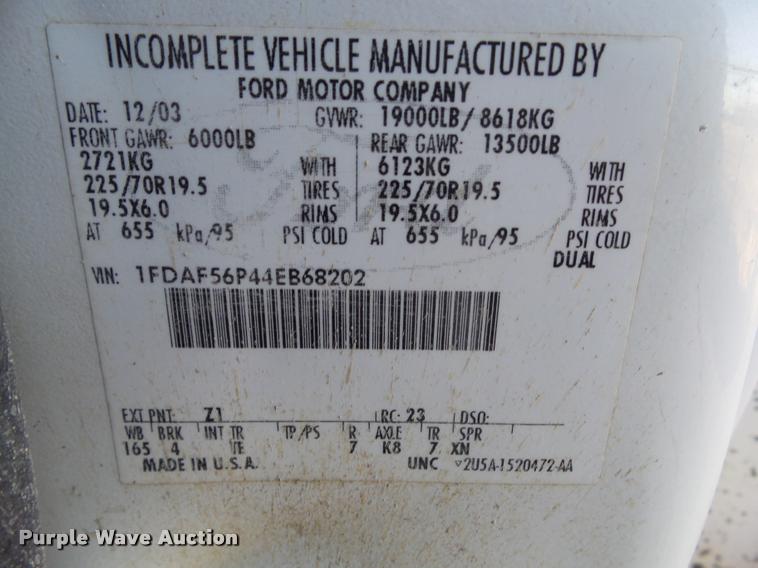 INCOMPLETE VEHICLE MANUFACTURED BY
FORD MOTOR COMPANY
DATE: 12/03 GVWR: 19000LB/ 8618KG
FRONT GAWR: 6000LB REAR GAWR: 13500LB
2721KG WITH 6123KG WITH
225/70R19.5 TIRES 225/70R19.5 TIRES
19.5X6.0 RIMS 19.5X6.0 RIMS
AT 655 kPa/95 PSI COLD AT 655 kPa/95 PSI COLD
DUAL
VIN: 1FDAF56P44EB68202
EXT PNT: Z1 RC: 23 DSO:
WB BRK INT TR TP/PS R AXLE TR SPR
165 4 VE 7 K8 7 XN
MADE IN U.S.A. UNC 2U5A-1520472-AA
Ford
Purple Wave Auction